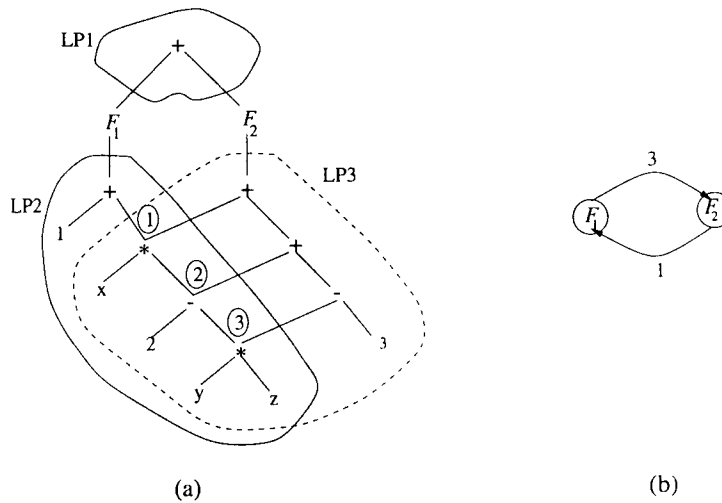 LP1
+
F1 F2
LP2 + + LP3
1 1 +
* 2
x - 3 -
2 * 3
y z
3
F1 F2
1
(a) (b)